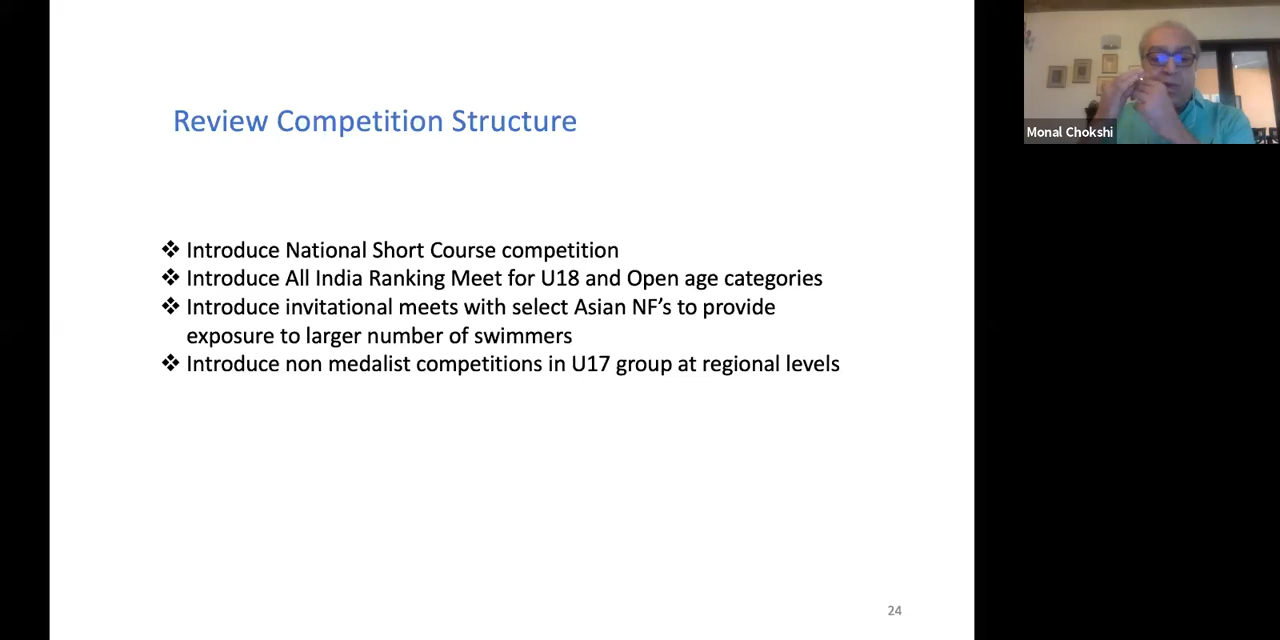 Review Competition Structure
❖ Introduce National Short Course competition
❖ Introduce All India Ranking Meet for U18 and Open age categories
❖ Introduce invitational meets with select Asian NF’s to provide
exposure to larger number of swimmers
❖ Introduce non medalist competitions in U17 group at regional levels
24
Monal Chokshi